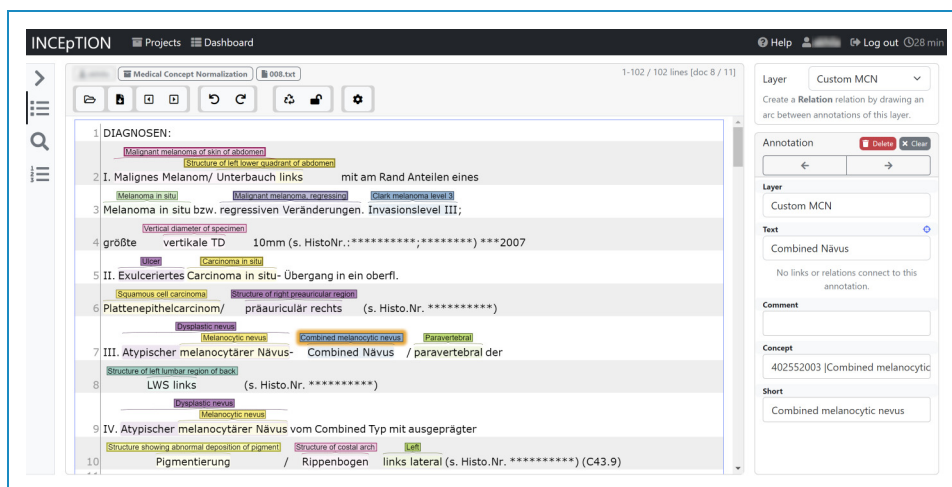 INCEpTION Projects Dashboard Help Log out 28 min
Medical Concept Normalization 008.txt 1-102 / 102 lines [doc 8 / 11]
Layer Custom MCN
Create a Relation relation by drawing an
arc between annotations of this layer.
1 DIAGNOSEN:
Malignant melanoma of skin of abdomen
Structure of left lower quadrant of abdomen
2 I. Malignes Melanom/ Unterbauch links mit am Rand Anteilen eines
Melanoma in situ Malignant melanoma, regressing Clark melanoma level 3
3 Melanoma in situ bzw. regressiven Veränderungen. Invasionslevel III;
Vertical diameter of specimen
4 größte vertikale TD 10mm (s. HistoNr.:**********;********) ***2007
Ulcer Carcinoma in situ
5 II. Exulceriertes Carcinoma in situ- Übergang in ein oberfl.
Squamous cell carcinoma Structure of right preauricular region
6 Plattenepithelcarcinom/ präauriculär rechts (s. Histo.Nr. **********)
Dysplastic nevus
Melanocytic nevus Combined melanocytic nevus Paravertebral
7 III. Atypischer melanocytärer Nävus- Combined Nävus / paravertebral der
Structure of left lumbar region of back
8 LWS links (s. Histo.Nr. **********)
Dysplastic nevus
Melanocytic nevus
9 IV. Atypischer melanocytärer Nävus vom Combined Typ mit ausgeprägter
Structure showing abnormal deposition of pigment Structure of costal arch Left
10 Pigmentierung / Rippenbogen links lateral (s. Histo.Nr. **********) (C43.9)
Annotation Delete Clear
Layer
Custom MCN
Text
Combined Nävus
No links or relations connect to this
annotation.
Comment
Concept
402552003 |Combined melanocytic
Short
Combined melanocytic nevus